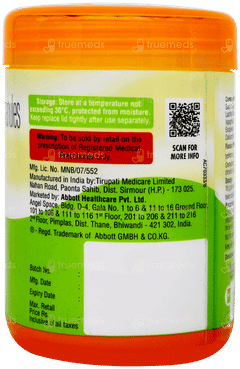 truemeds
truemeds
nules
Storage: Store at a temperature not
exceeding 30°C, protected from moisture.
Keep replace lid tightly after use separately.
Warning: To be sold by retail on the
prescription of Registered Medical
SCAN FOR
MORE INFO
Mfg. Lic. No. MNB/07/552
Manufactured in India by:Tirupati Medicare Limited
Nahan Road, Paonta Sahib, Dist. Sirmour (H.P) - 173 025.
Marketed by: Abbott Healthcare Pvt. Ltd.
Angel Space, Bldg. D-4, Gala No. 1 to 6 & 11 to 16 Ground Floor,
101 to 106 & 111 to 116 1st Floor, 201 to 206 & 211 to 216
2nd Floor, Pimplas, Dist. Thane, Bhiwandi - 421 302, India.
® - Regd. Trademark of Abbott GMBH & CO.KG.
Batch No.
Mfg. Date
Expiry Date
Max. Retail
Price Rs.
Inclusive of all taxes
truemeds
truemeds